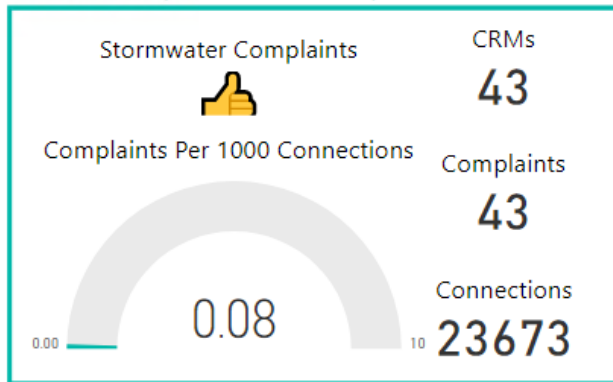 Stormwater Complaints
Complaints Per 1000 Connections
0.08
0.00
10
CRMs
43
Complaints
43
Connections
23673